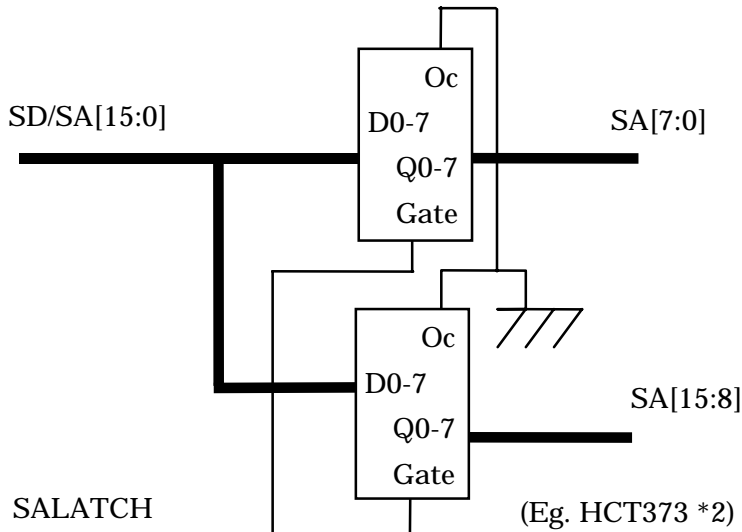 Oc
SD/SA[15:0]
D0-7
SA[7:0]
Q0-7
Gate
Oc
D0-7
SA[15:8]
Q0-7
Gate
SALATCH
(Eg. HCT373 *2)